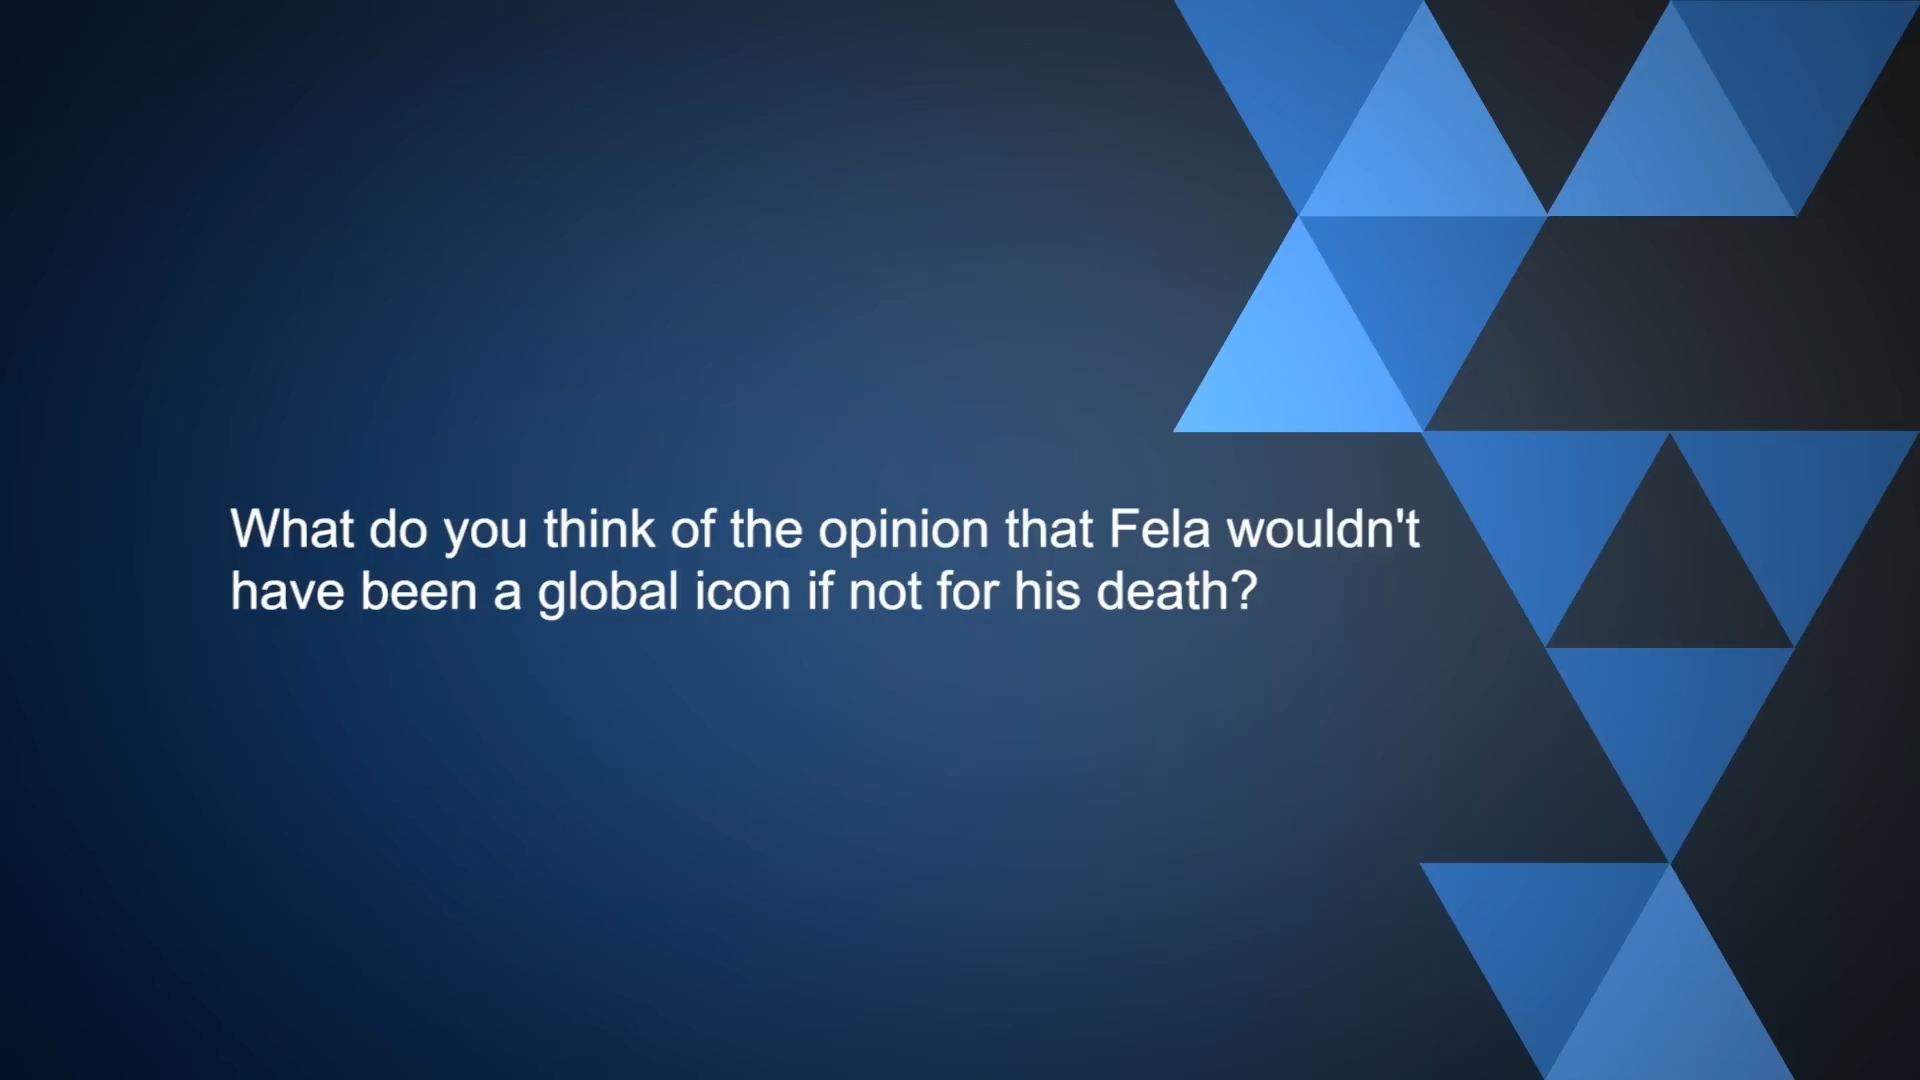 What do you think of the opinion that Fela wouldn't
have been a global icon if not for his death?